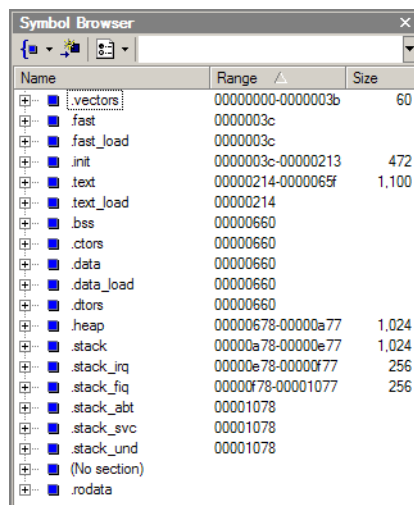 Symbol Browser
Name Range Size
.vectors 00000000-0000003b 60
.fast 0000003c
.fast_load 0000003c
.init 0000003c-00000213 472
.text 00000214-0000065f 1,100
.text_load 00000214
.bss 00000660
.ctors 00000660
.data 00000660
.data_load 00000660
.dtors 00000660
.heap 00000678-00000a77 1,024
.stack 00000a78-00000e77 1,024
.stack_irq 00000e78-00000f77 256
.stack_fiq 00000f78-00001077 256
.stack_abt 00001078
.stack_svc 00001078
.stack_und 00001078
(No section)
.rodata